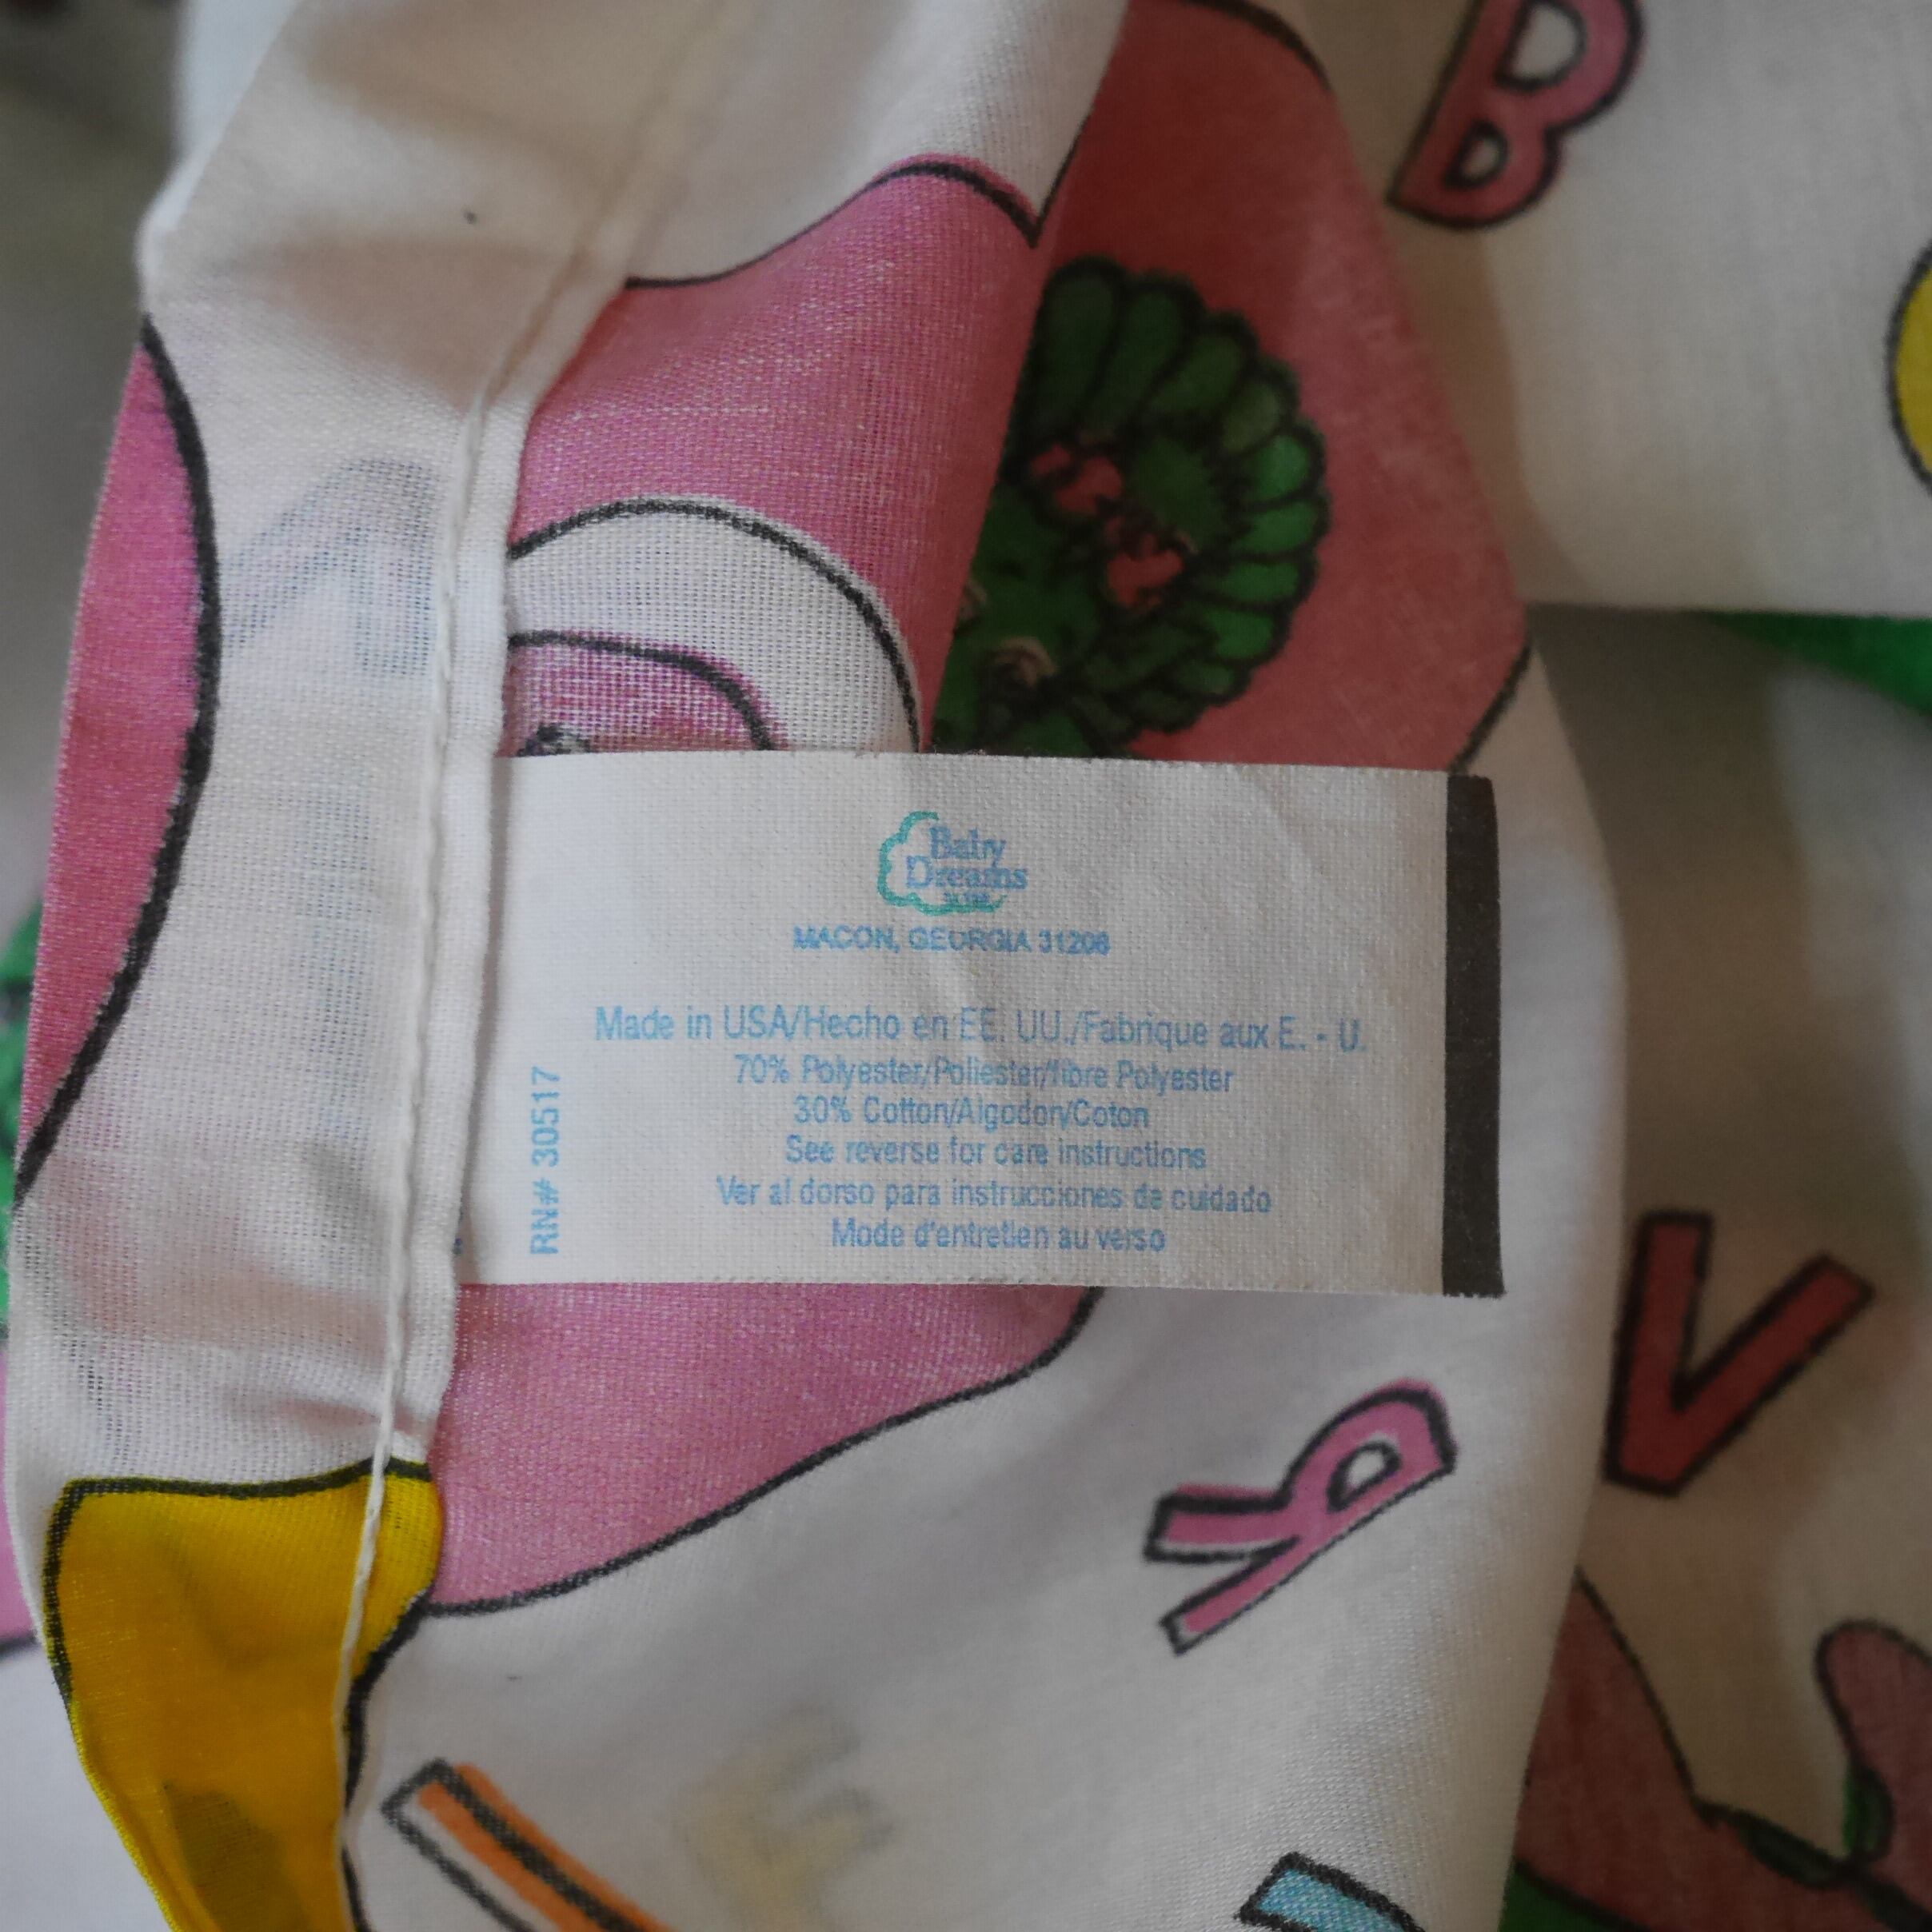 B
Baby
Dreams
MACON, GEORGIA 31206
Made in USA/Hecho en EE. UU./Fabrique aux E. - U.
70% Polyester/Poliester/fibre Polyester
30% Cotton/Algodon/Coton
See reverse for care instructions
Ver al dorso para instrucciones de cuidado
Mode d'entretien au verso
RN# 30517
V
R